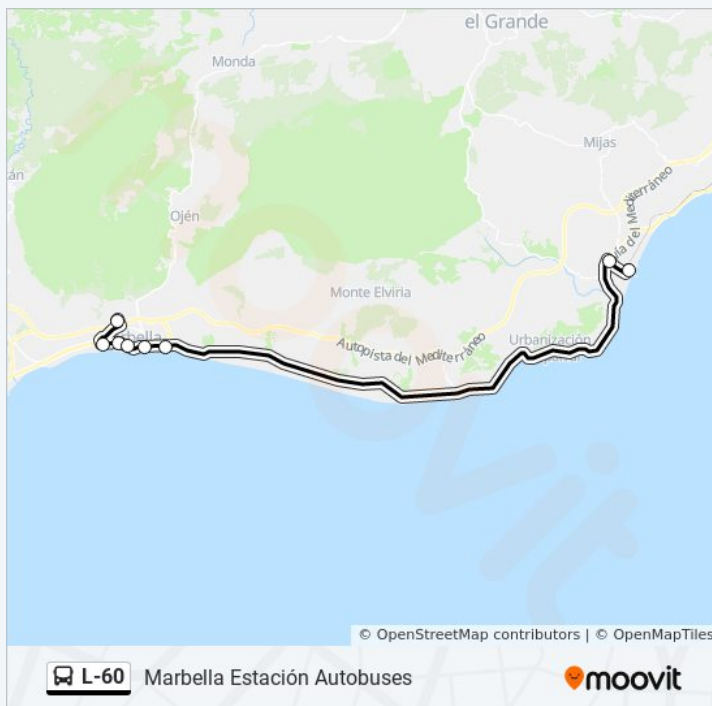 el Grande
Monda
Mijas
Ojén
Monte Elviria
Autopista del Mediterráneo
Urbanización
© OpenStreetMap contributors | © OpenMapTiles
L-60 Marbella Estación Autobuses
moovit